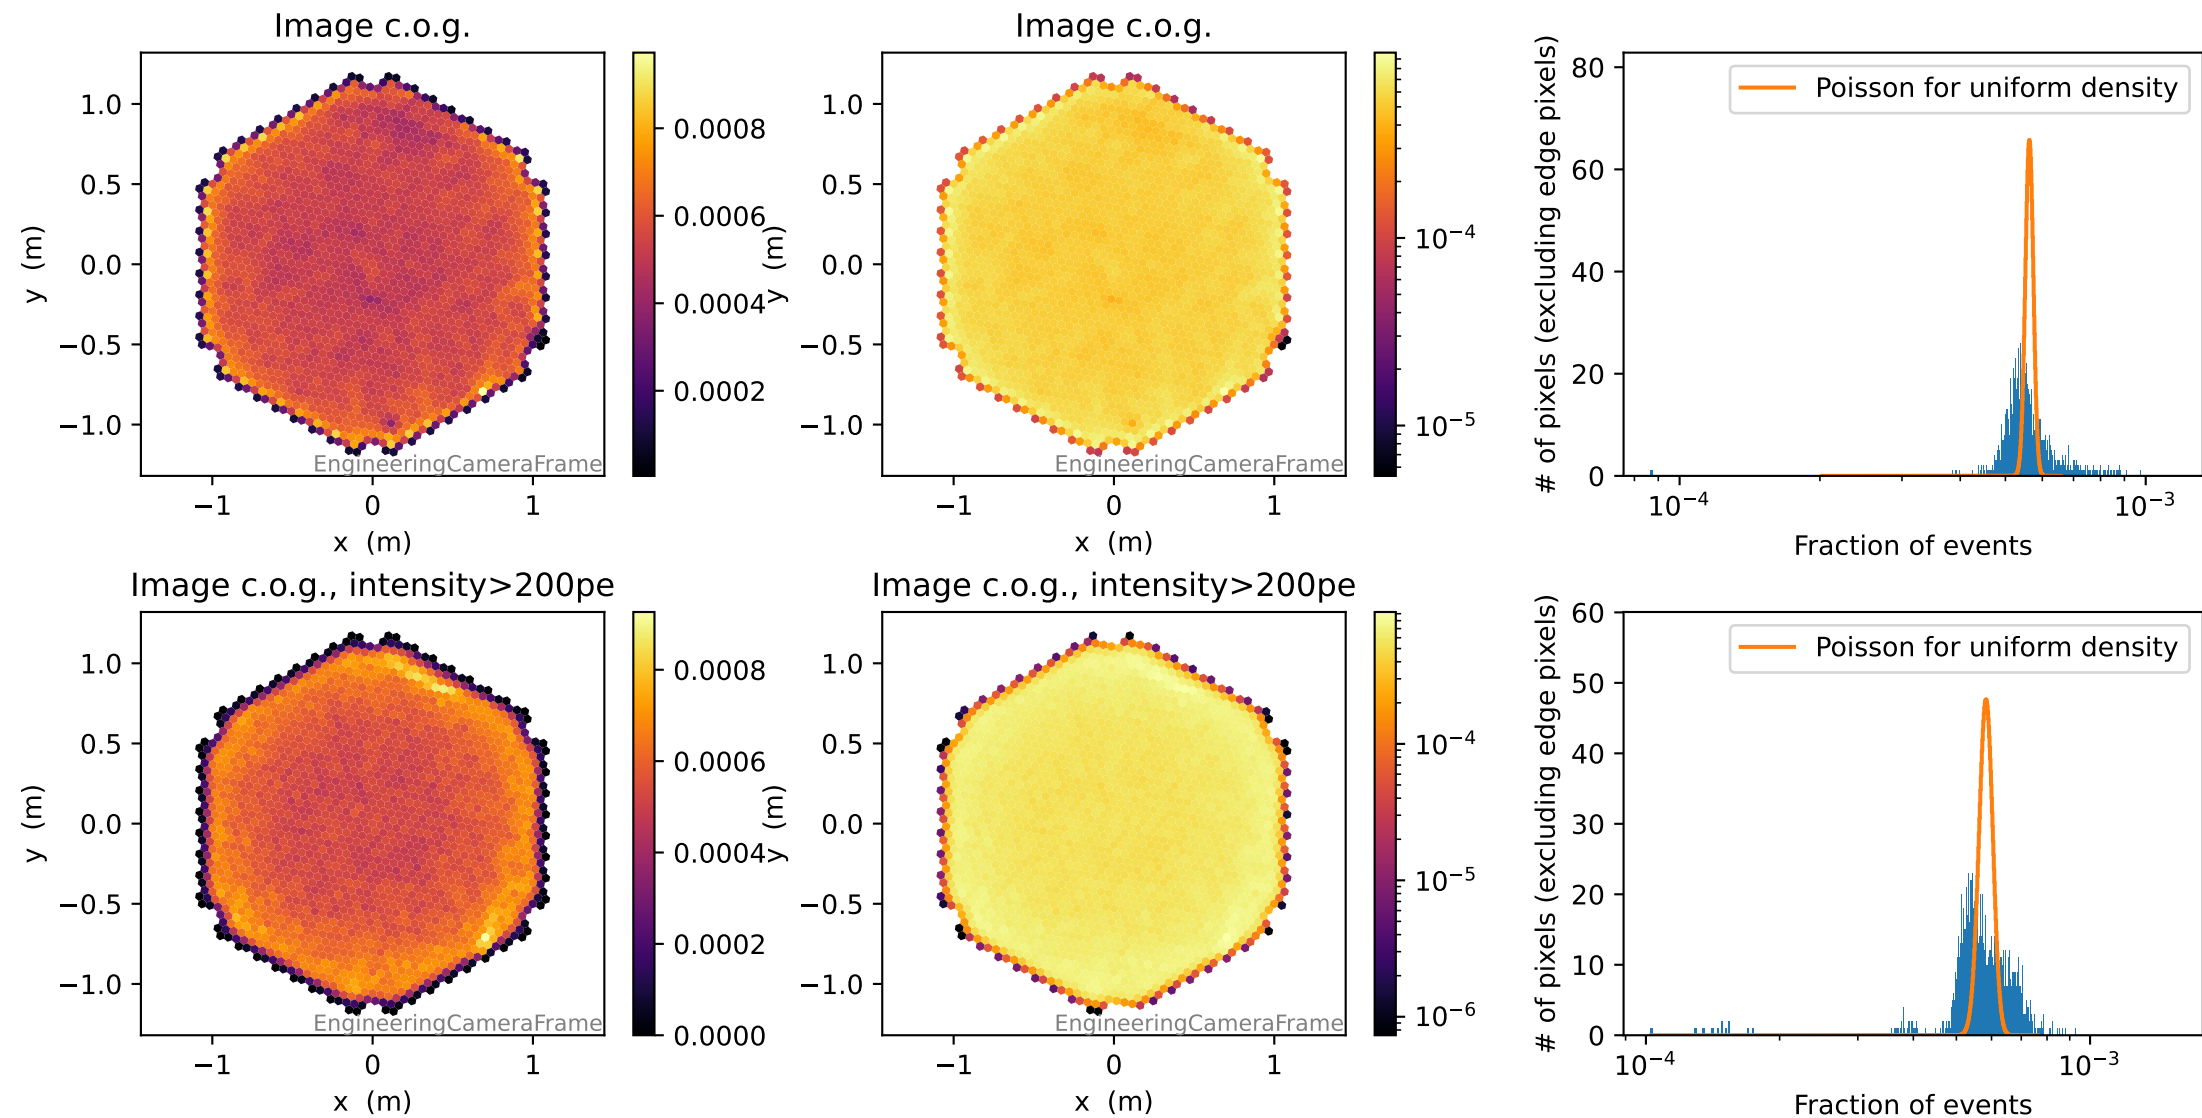 Image c.o.g.
1.0
0.5
0.0
−0.5
−1.0
y (m)
−1 0 1
x (m)
EngineeringCameraFrame
0.0008
0.0006
0.0004
0.0002
Image c.o.g.
1.0
0.5
0.0
−0.5
−1.0
y (m)
−1 0 1
x (m)
EngineeringCameraFrame
10⁻⁴
10⁻⁵
# of pixels (excluding edge pixels)
80
60
40
20
0
Poisson for uniform density
10⁻⁴ 10⁻³
Fraction of events
Image c.o.g., intensity>200pe
1.0
0.5
0.0
−0.5
−1.0
y (m)
−1 0 1
x (m)
EngineeringCameraFrame
0.0008
0.0006
0.0004
0.0002
0.0000
Image c.o.g., intensity>200pe
1.0
0.5
0.0
−0.5
−1.0
y (m)
−1 0 1
x (m)
EngineeringCameraFrame
10⁻⁴
10⁻⁵
10⁻⁶
# of pixels (excluding edge pixels)
60
50
40
30
20
10
0
Poisson for uniform density
10⁻⁴ 10⁻³
Fraction of events